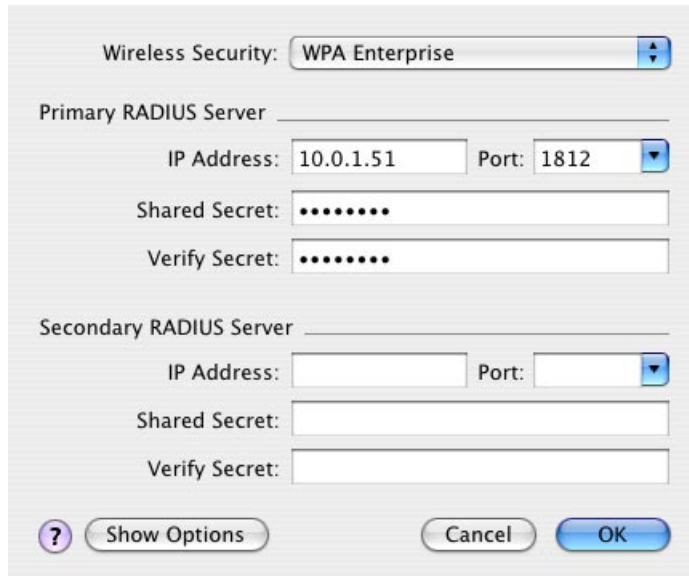 Wireless Security: WPA Enterprise
Primary RADIUS Server
IP Address: 10.0.1.51 Port: 1812
Shared Secret: ••••••••
Verify Secret: ••••••••
Secondary RADIUS Server
IP Address: Port:
Shared Secret:
Verify Secret:
? Show Options Cancel OK